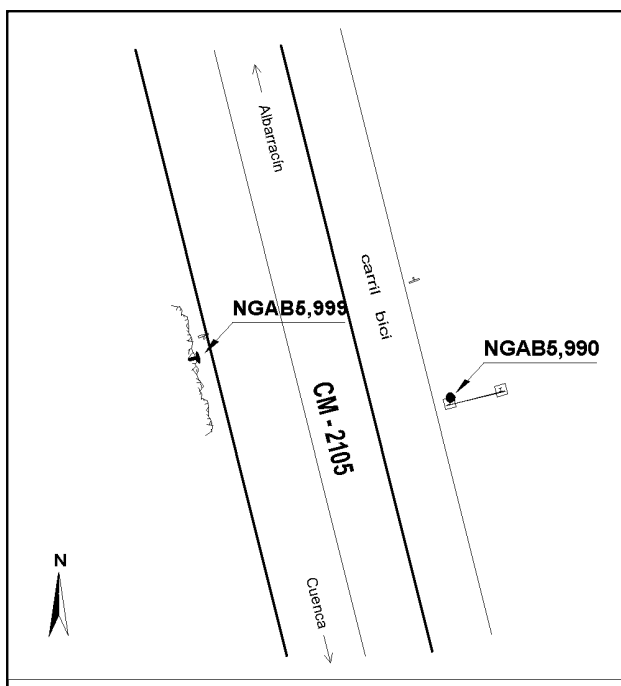 Albarracín
carril bici
NGAB5,999
NGAB5,990
CM - 2105
N
Cuenca